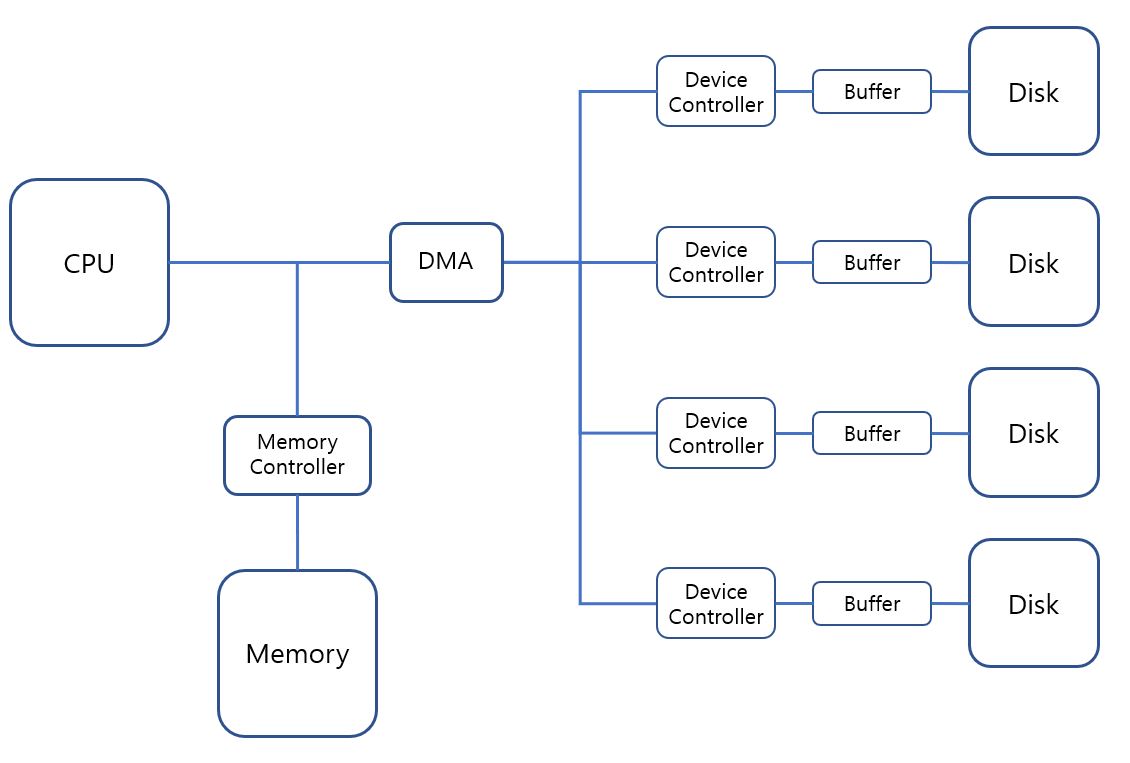 Device
Controller
Buffer
Disk
CPU
DMA
Device
Controller
Buffer
Disk
Memory
Controller
Device
Controller
Buffer
Disk
Memory
Device
Controller
Buffer
Disk